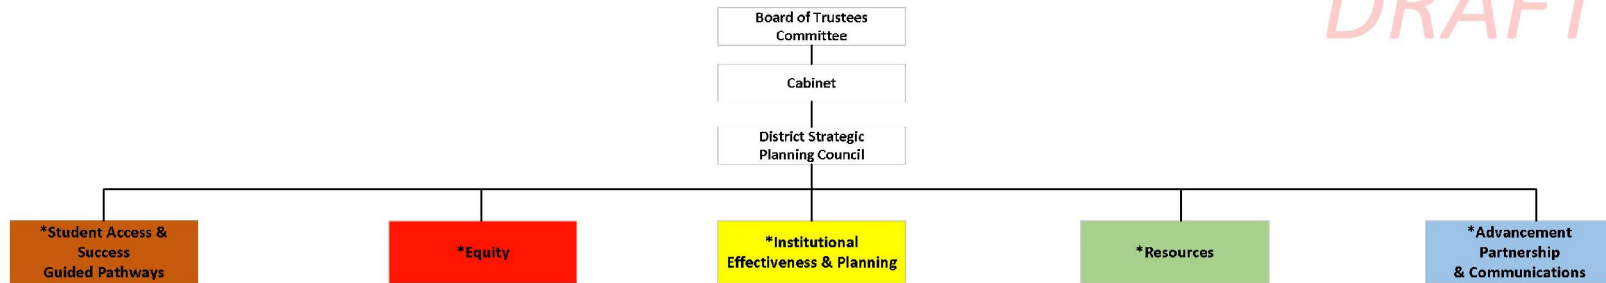 DRAFT
Board of Trustees
Committee
Cabinet
District Strategic
Planning Council
*Student Access &
Success
Guided Pathways
*Equity
*Institutional
Effectiveness & Planning
*Resources
*Advancement
Partnership
& Communications